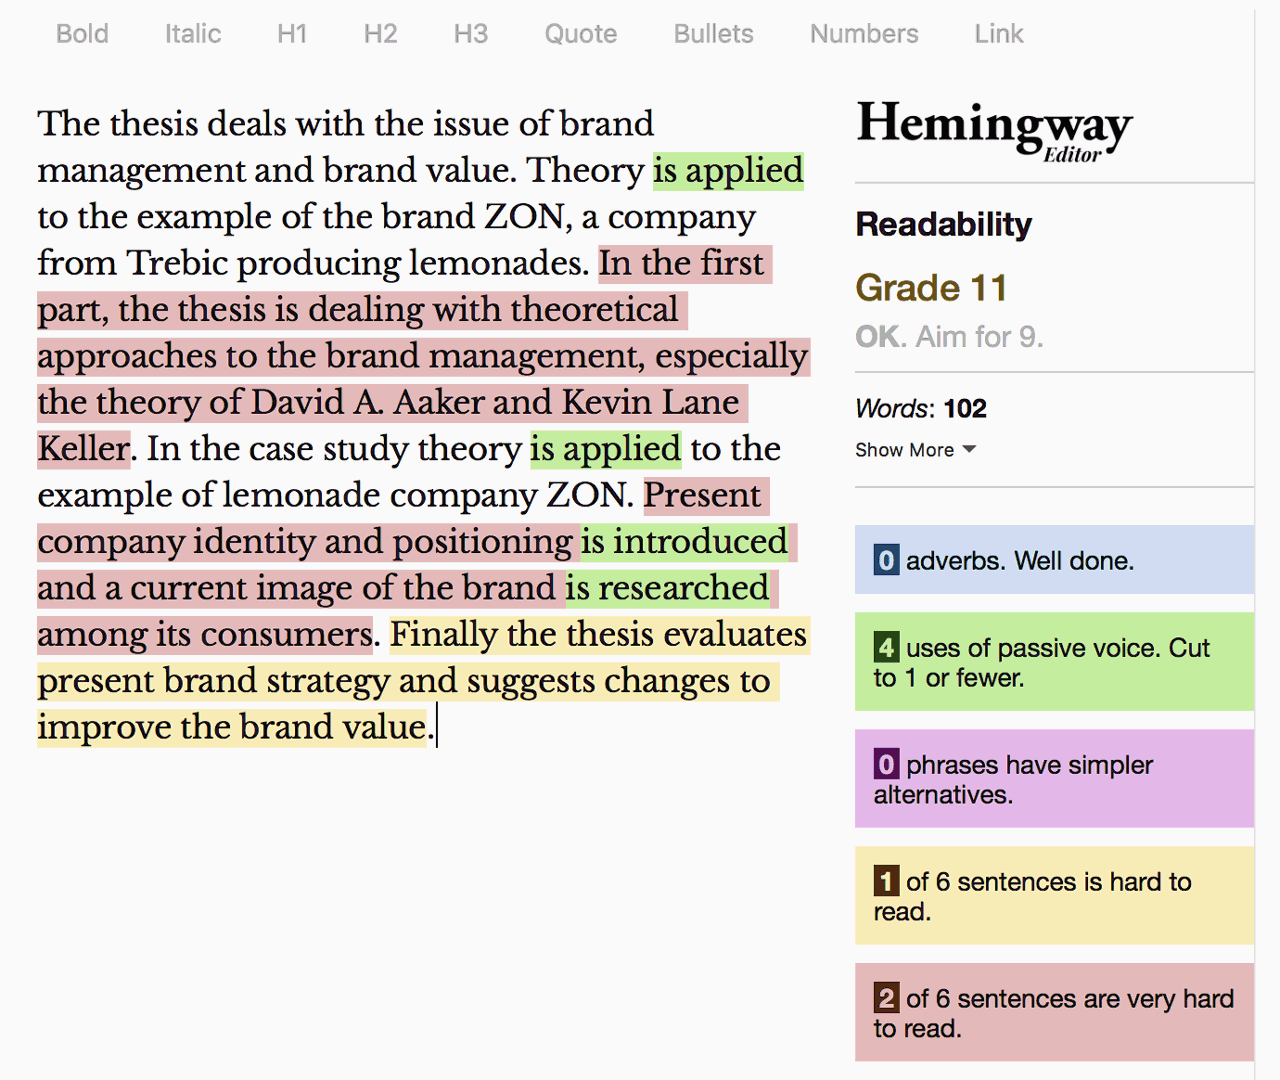 Bold Italic H1 H2 H3 Quote Bullets Numbers Link
The thesis deals with the issue of brand
management and brand value. Theory is applied
to the example of the brand ZON, a company
from Trebic producing lemonades. In the first
part, the thesis is dealing with theoretical
approaches to the brand management, especially
the theory of David A. Aaker and Kevin Lane
Keller. In the case study theory is applied to the
example of lemonade company ZON. Present
company identity and positioning is introduced
and a current image of the brand is researched
among its consumers. Finally the thesis evaluates
present brand strategy and suggests changes to
improve the brand value.
Hemingway
Editor
Readability
Grade 11
OK. Aim for 9.
Words: 102
Show More
0 adverbs. Well done.
4 uses of passive voice. Cut
to 1 or fewer.
0 phrases have simpler
alternatives.
1 of 6 sentences is hard to
read.
2 of 6 sentences are very hard
to read.